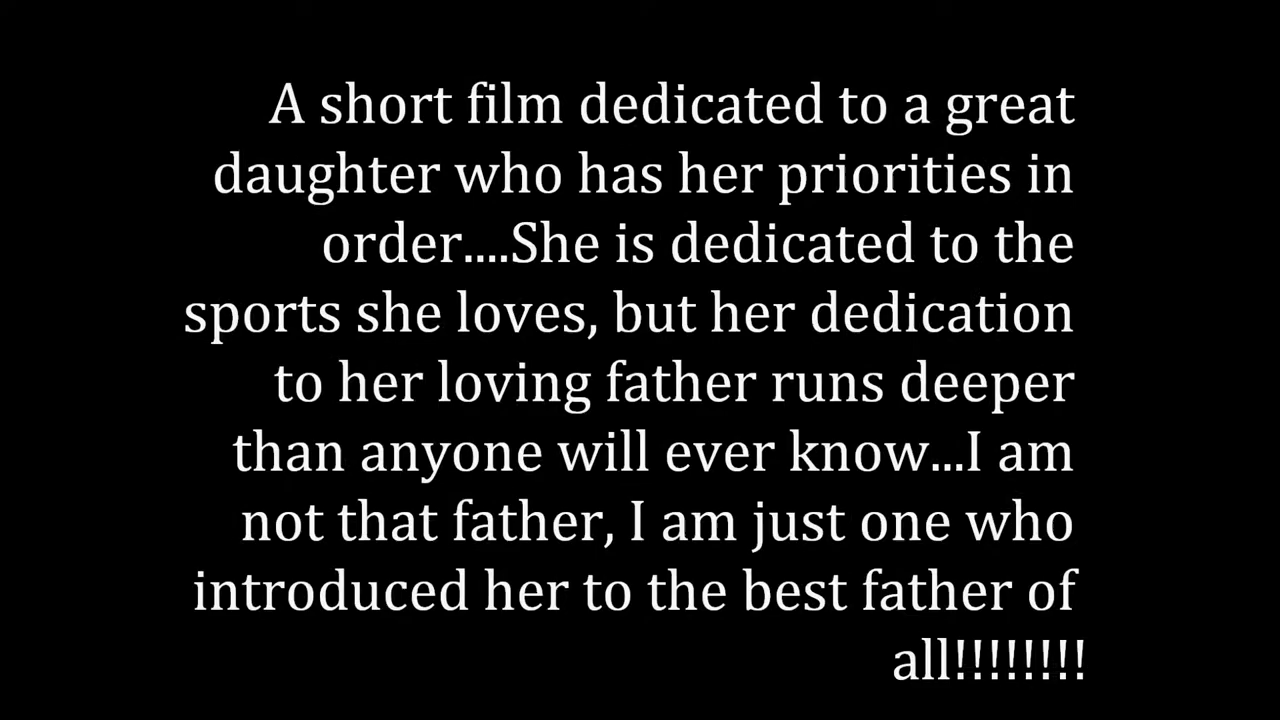 A short film dedicated to a great
daughter who has her priorities in
order....She is dedicated to the
sports she loves, but her dedication
to her loving father runs deeper
than anyone will ever know...I am
not that father, I am just one who
introduced her to the best father of
all!!!!!!!!